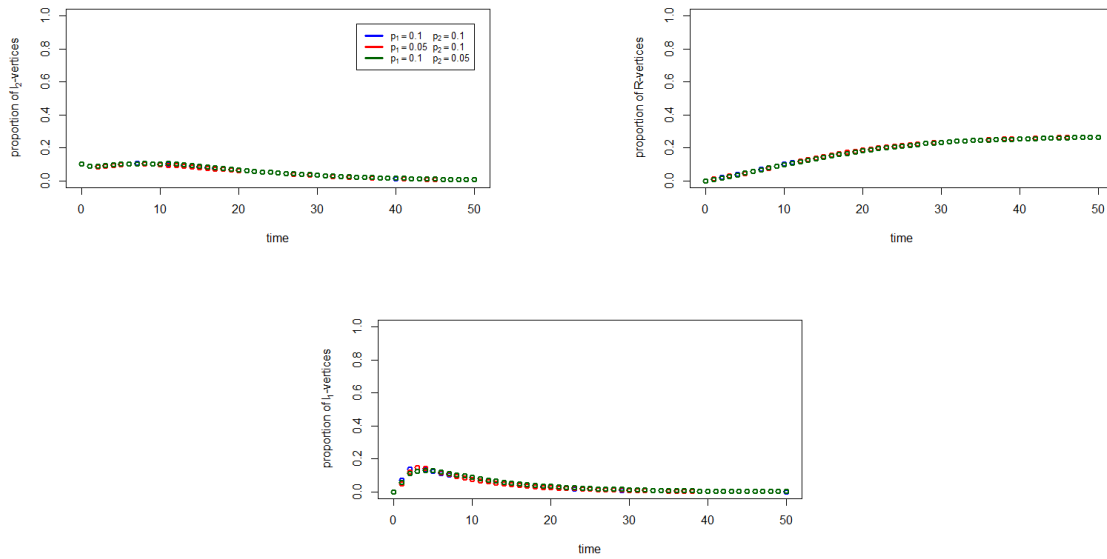 proportion of I₂-vertices
1.0
0.8
0.6
0.4
0.2
0.0
p₁ = 0.1 p₂ = 0.1
p₁ = 0.05 p₂ = 0.1
p₁ = 0.1 p₂ = 0.05
0 10 20 30 40 50
time
proportion of R-vertices
1.0
0.8
0.6
0.4
0.2
0.0
0 10 20 30 40 50
time
proportion of I₁-vertices
1.0
0.8
0.6
0.4
0.2
0.0
0 10 20 30 40 50
time